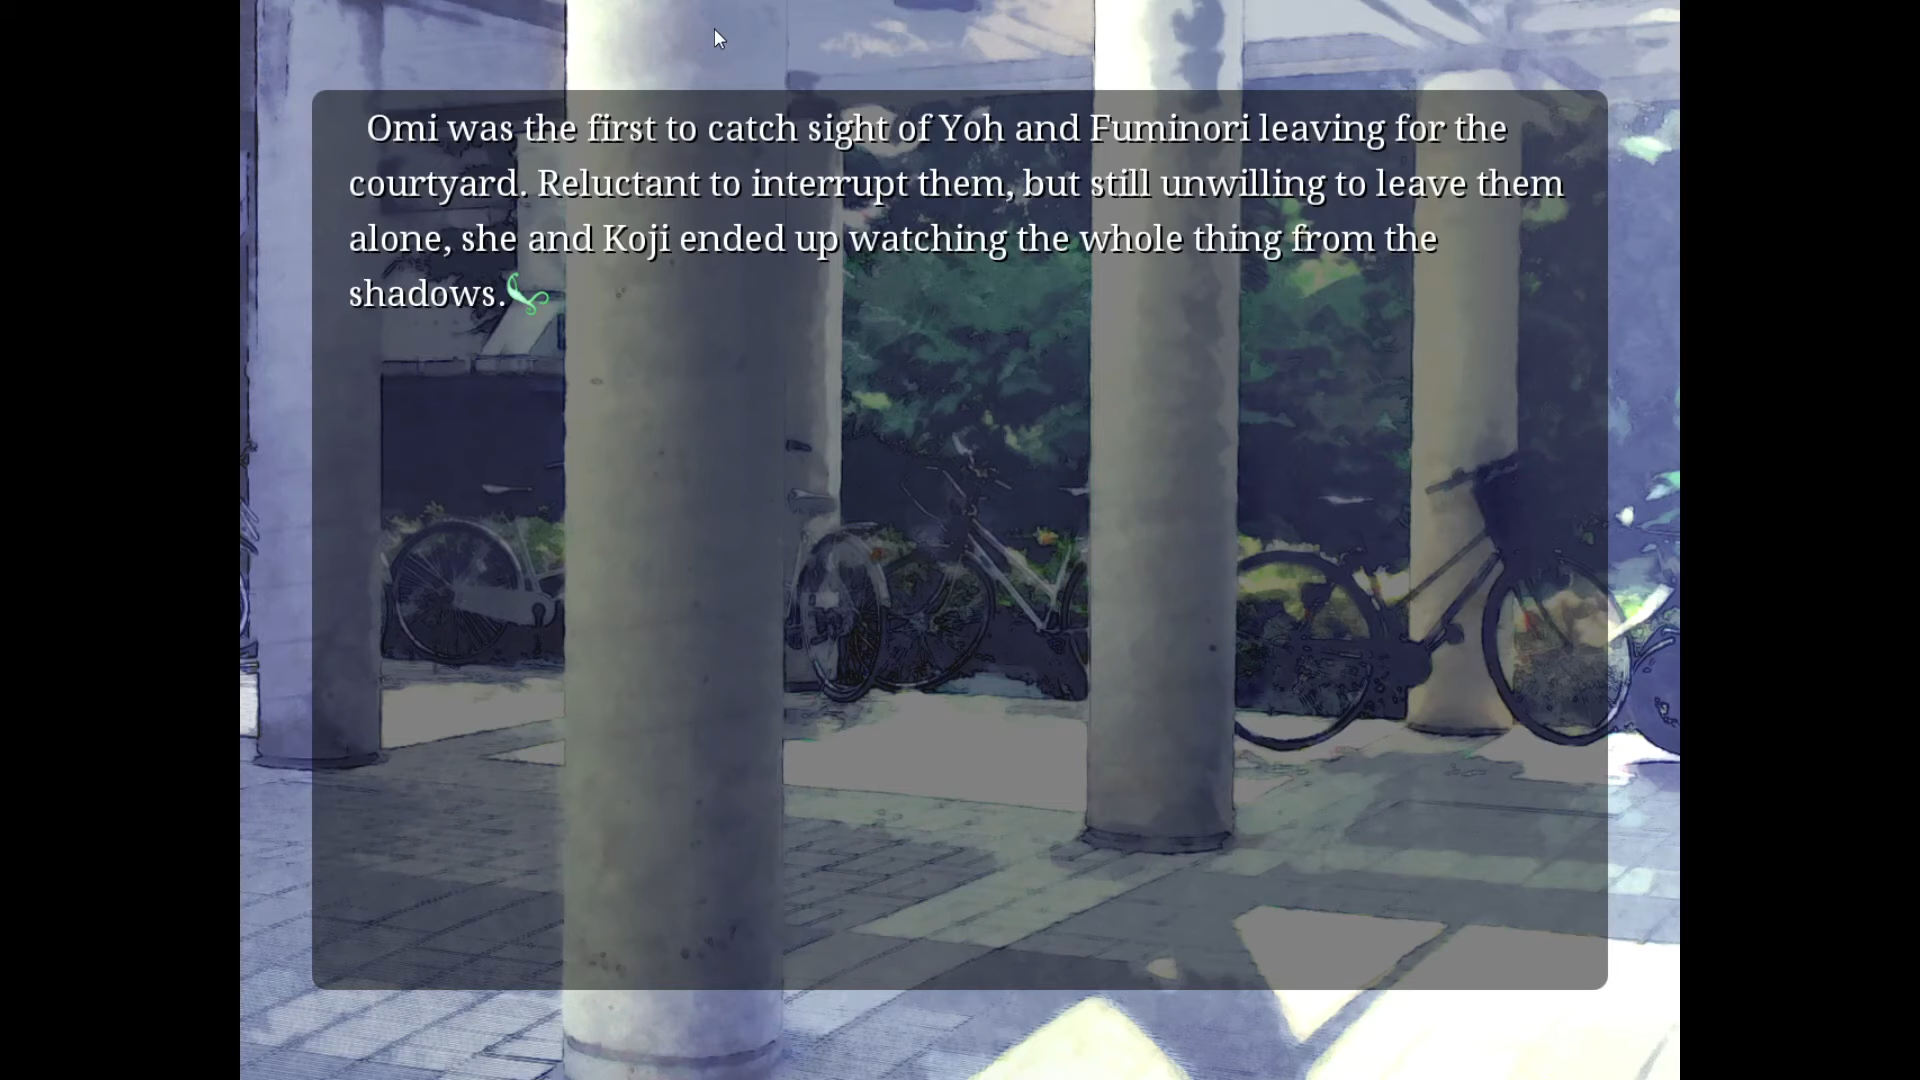 Omi was the first to catch sight of Yoh and Fuminori leaving for the
courtyard. Reluctant to interrupt them, but still unwilling to leave them
alone, she and Koji ended up watching the whole thing from the
shadows.